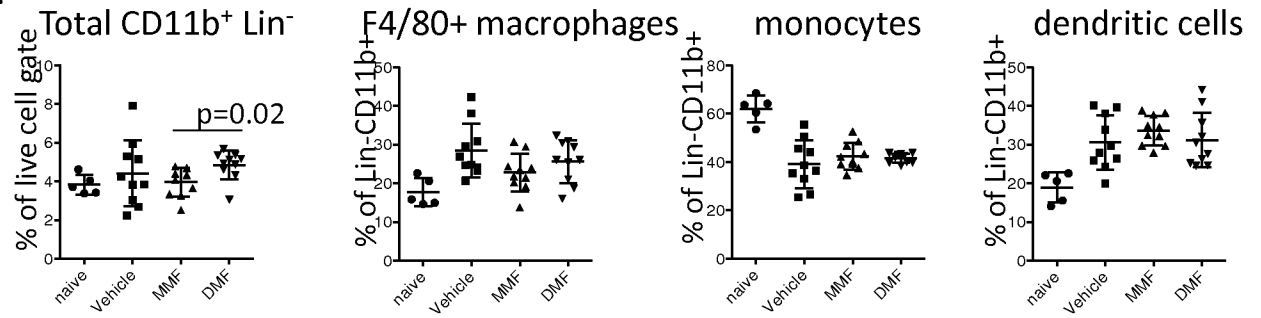 Total CD11b+ Lin-
% of live cell gate
10
8
6
4
2
0
p=0.02
naive
Vehicle
MMF
DMF
F4/80+ macrophages
% of Lin-CD11b+
50
40
30
20
10
0
naive
Vehicle
MMF
DMF
monocytes
% of Lin-CD11b+
80
60
40
20
0
naive
Vehicle
MMF
DMF
dendritic cells
% of Lin-CD11b+
50
40
30
20
10
0
naive
Vehicle
MMF
DMF